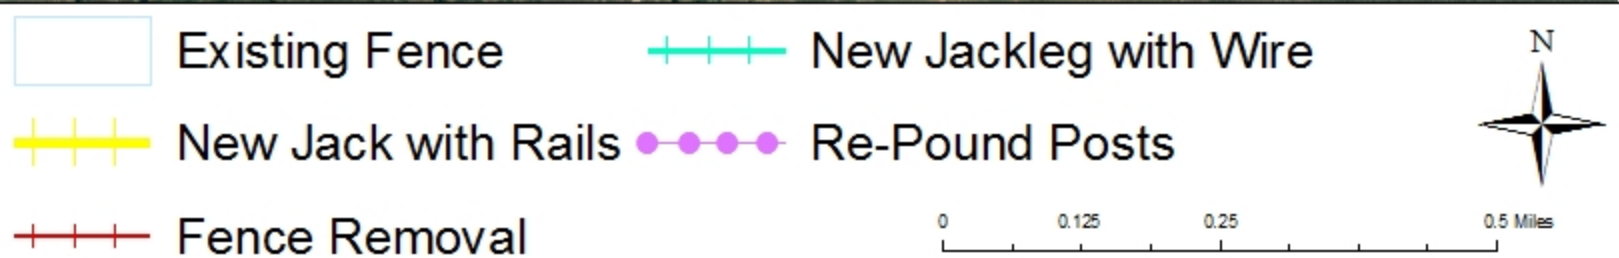 Existing Fence
New Jackleg with Wire
N
New Jack with Rails
Re-Pound Posts
Fence Removal
0 0.125 0.25 0.5 Miles